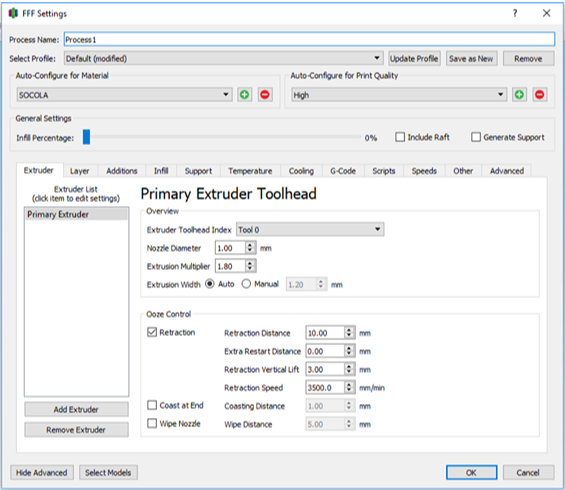 FFF Settings
Process Name: Process1
Select Profile: Default (modified) Update Profile Save as New Remove
Auto-Configure for Material Auto-Configure for Print Quality
SOCOLA High
General Settings
Infill Percentage: 0% Include Raft Generate Support
Extruder Layer Additions Infill Support Temperature Cooling G-Code Scripts Speeds Other Advanced
Extruder List
(click item to edit settings)
Primary Extruder
Add Extruder
Remove Extruder
Primary Extruder Toolhead
Overview
Extruder Toolhead Index Tool 0
Nozzle Diameter 1.00 mm
Extrusion Multiplier 1.80
Extrusion Width Auto Manual 1.20 mm
Ooze Control
Retraction Retraction Distance 10.00 mm
Extra Restart Distance 0.00 mm
Retraction Vertical Lift 3.00 mm
Retraction Speed 3500.0 mm/min
Coast at End Coasting Distance 1.00 mm
Wipe Nozzle Wipe Distance 5.00 mm
Hide Advanced Select Models OK Cancel